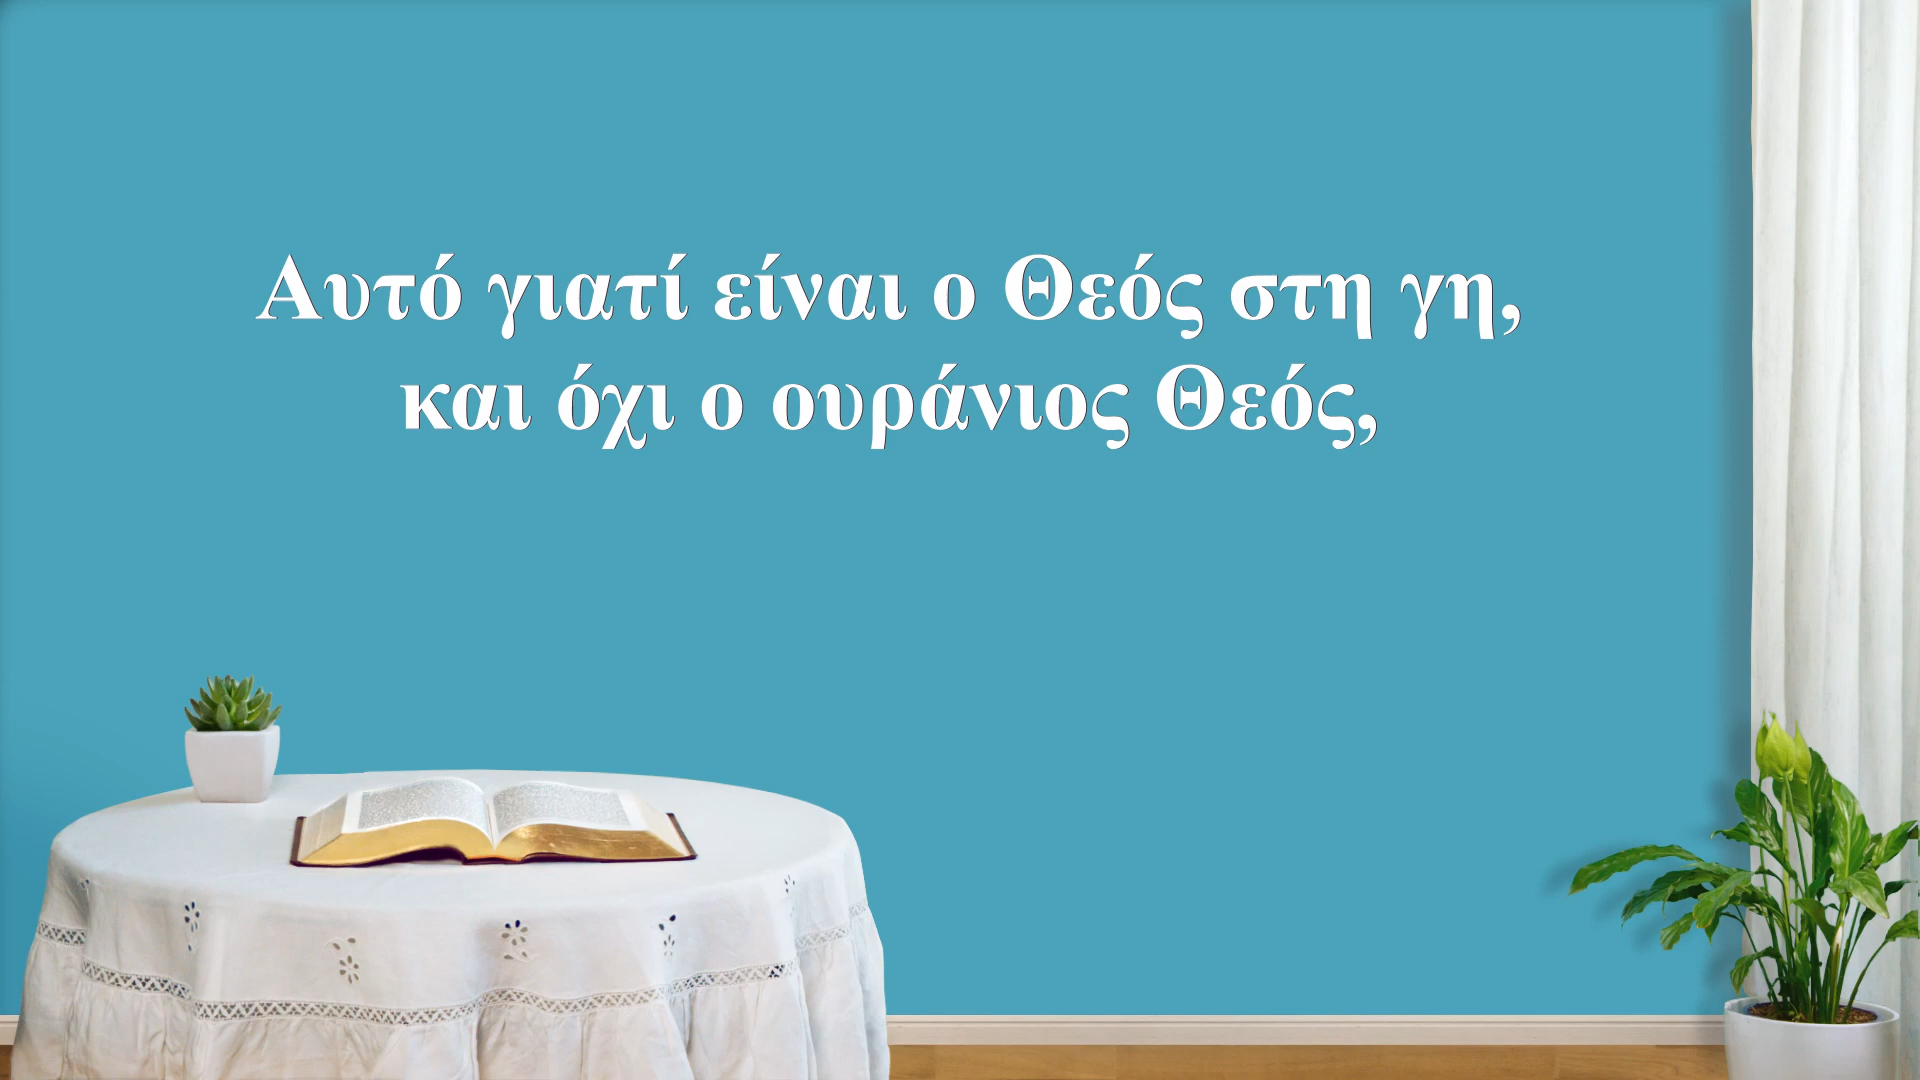 Αυτό γιατί είναι ο Θεός στη γη,
και όχι ο ουράνιος Θεός,